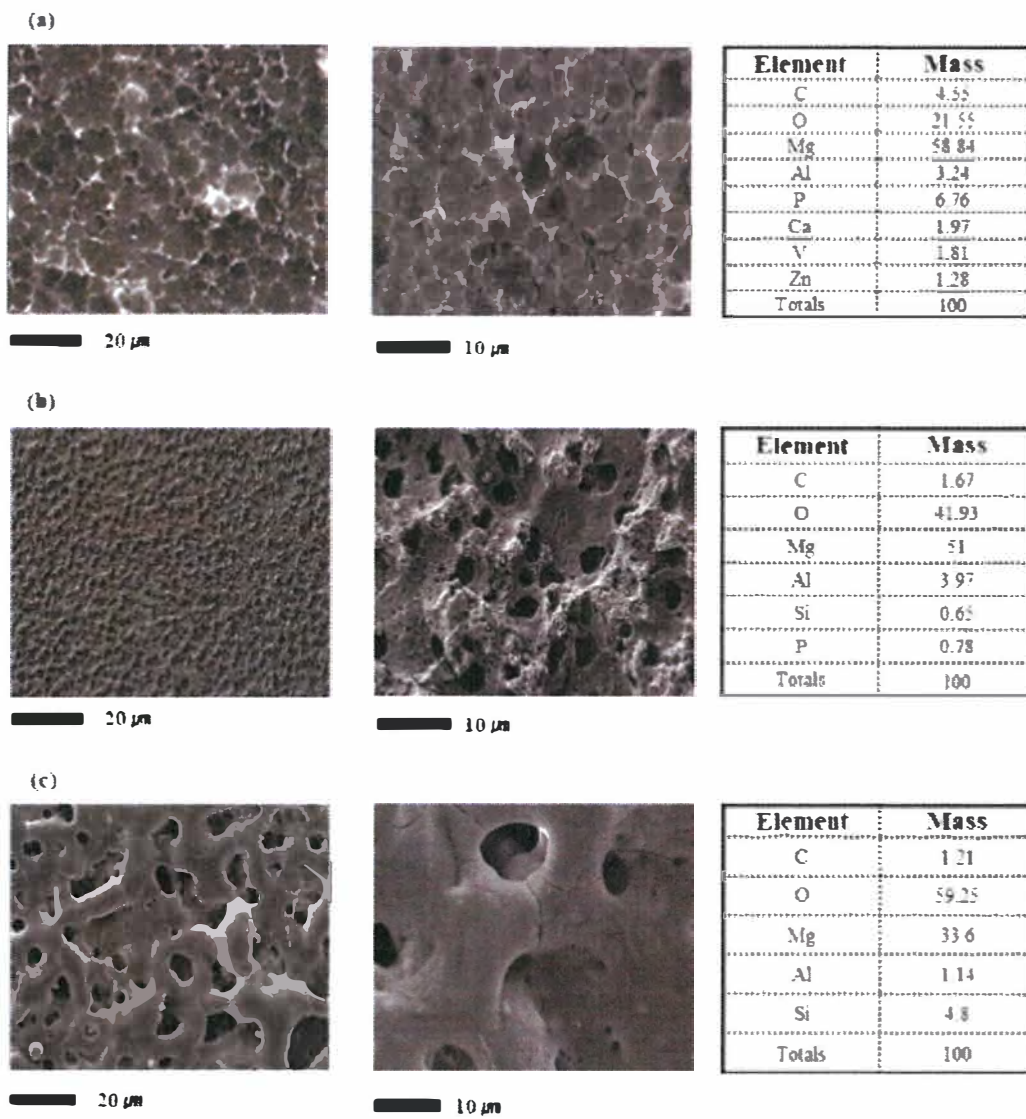 (a)
Element Mass
C 4.55
O 21.55
Mg 58.84
Al 3.24
P 6.76
Ca 1.97
V 1.81
Zn 1.28
Totals 100
20 μm
10 μm
(b)
Element Mass
C 1.67
O 41.93
Mg 51
Al 3.97
Si 0.65
P 0.78
Totals 100
20 μm
10 μm
(c)
Element Mass
C 1.21
O 59.25
Mg 33.6
Al 1.14
Si 4.8
Totals 100
20 μm
10 μm